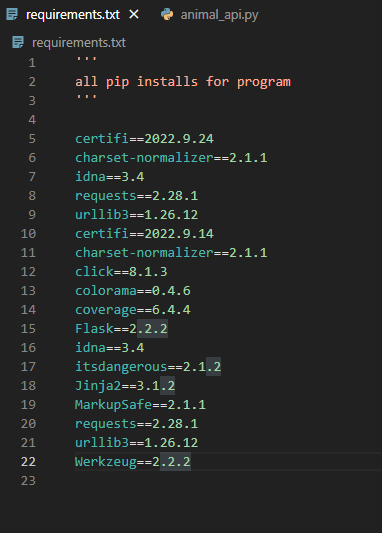 requirements.txt
animal_api.py
requirements.txt
1 '''
2 all pip installs for program
3 '''
4
5 certifi==2022.9.24
6 charset-normalizer==2.1.1
7 idna==3.4
8 requests==2.28.1
9 urllib3==1.26.12
10 certifi==2022.9.14
11 charset-normalizer==2.1.1
12 click==8.1.3
13 colorama==0.4.6
14 coverage==6.4.4
15 Flask==2.2.2
16 idna==3.4
17 itsdangerous==2.1.2
18 Jinja2==3.1.2
19 MarkupSafe==2.1.1
20 requests==2.28.1
21 urllib3==1.26.12
22 Werkzeug==2.2.2
23